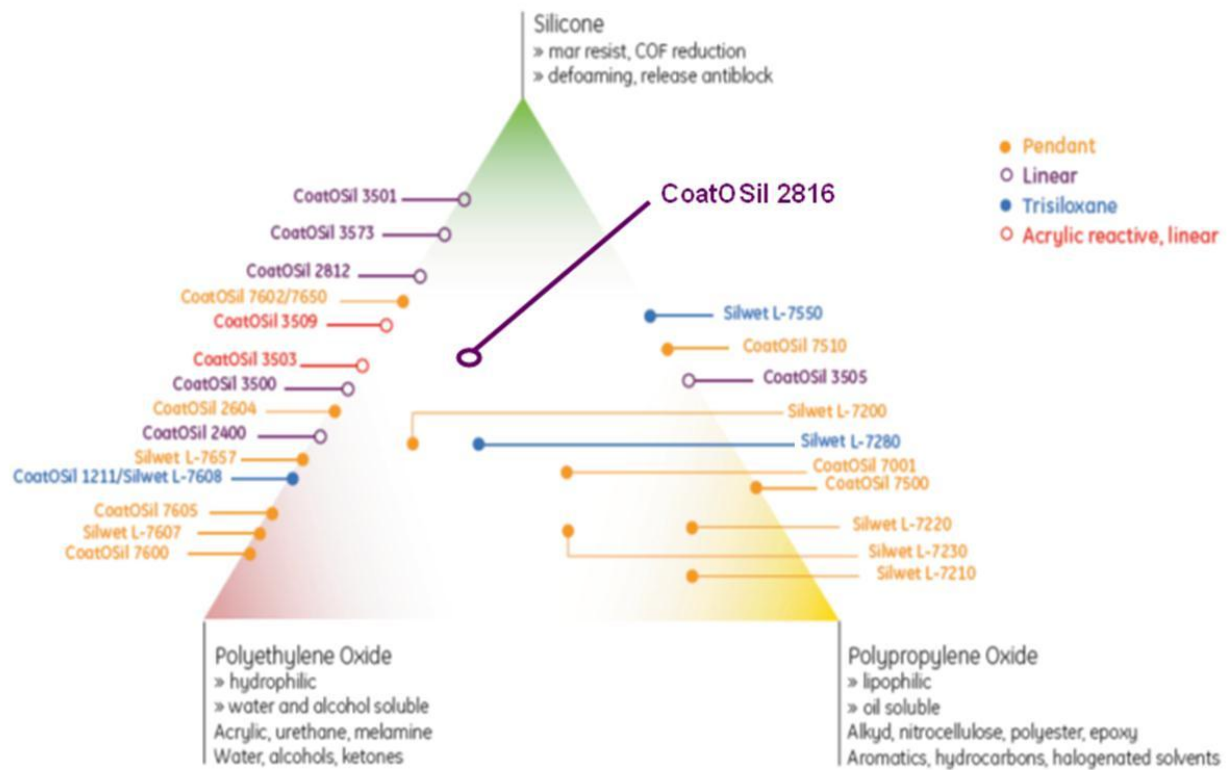 Silicone
» mar resist, COF reduction
» defoaming, release antiblock
Pendant
Linear
Trisiloxane
Acrylic reactive, linear
CoatOSil 2816
CoatOSil 3501
CoatOSil 3573
CoatOSil 2812
CoatOSil 7602/7650
CoatOSil 3509
CoatOSil 3503
CoatOSil 3500
CoatOSil 2604
CoatOSil 2400
Silwet L-7657
CoatOSil 1211/Silwet L-7608
CoatOSil 7605
Silwet L-7607
CoatOSil 7600
Silwet L-7550
CoatOSil 7510
CoatOSil 3505
Silwet L-7200
Silwet L-7280
CoatOSil 7001
CoatOSil 7500
Silwet L-7220
Silwet L-7230
Silwet L-7210
Polyethylene Oxide
» hydrophilic
» water and alcohol soluble
Acrylic, urethane, melamine
Water, alcohols, ketones
Polypropylene Oxide
» lipophilic
» oil soluble
Alkyd, nitrocellulose, polyester, epoxy
Aromatics, hydrocarbons, halogenated solvents